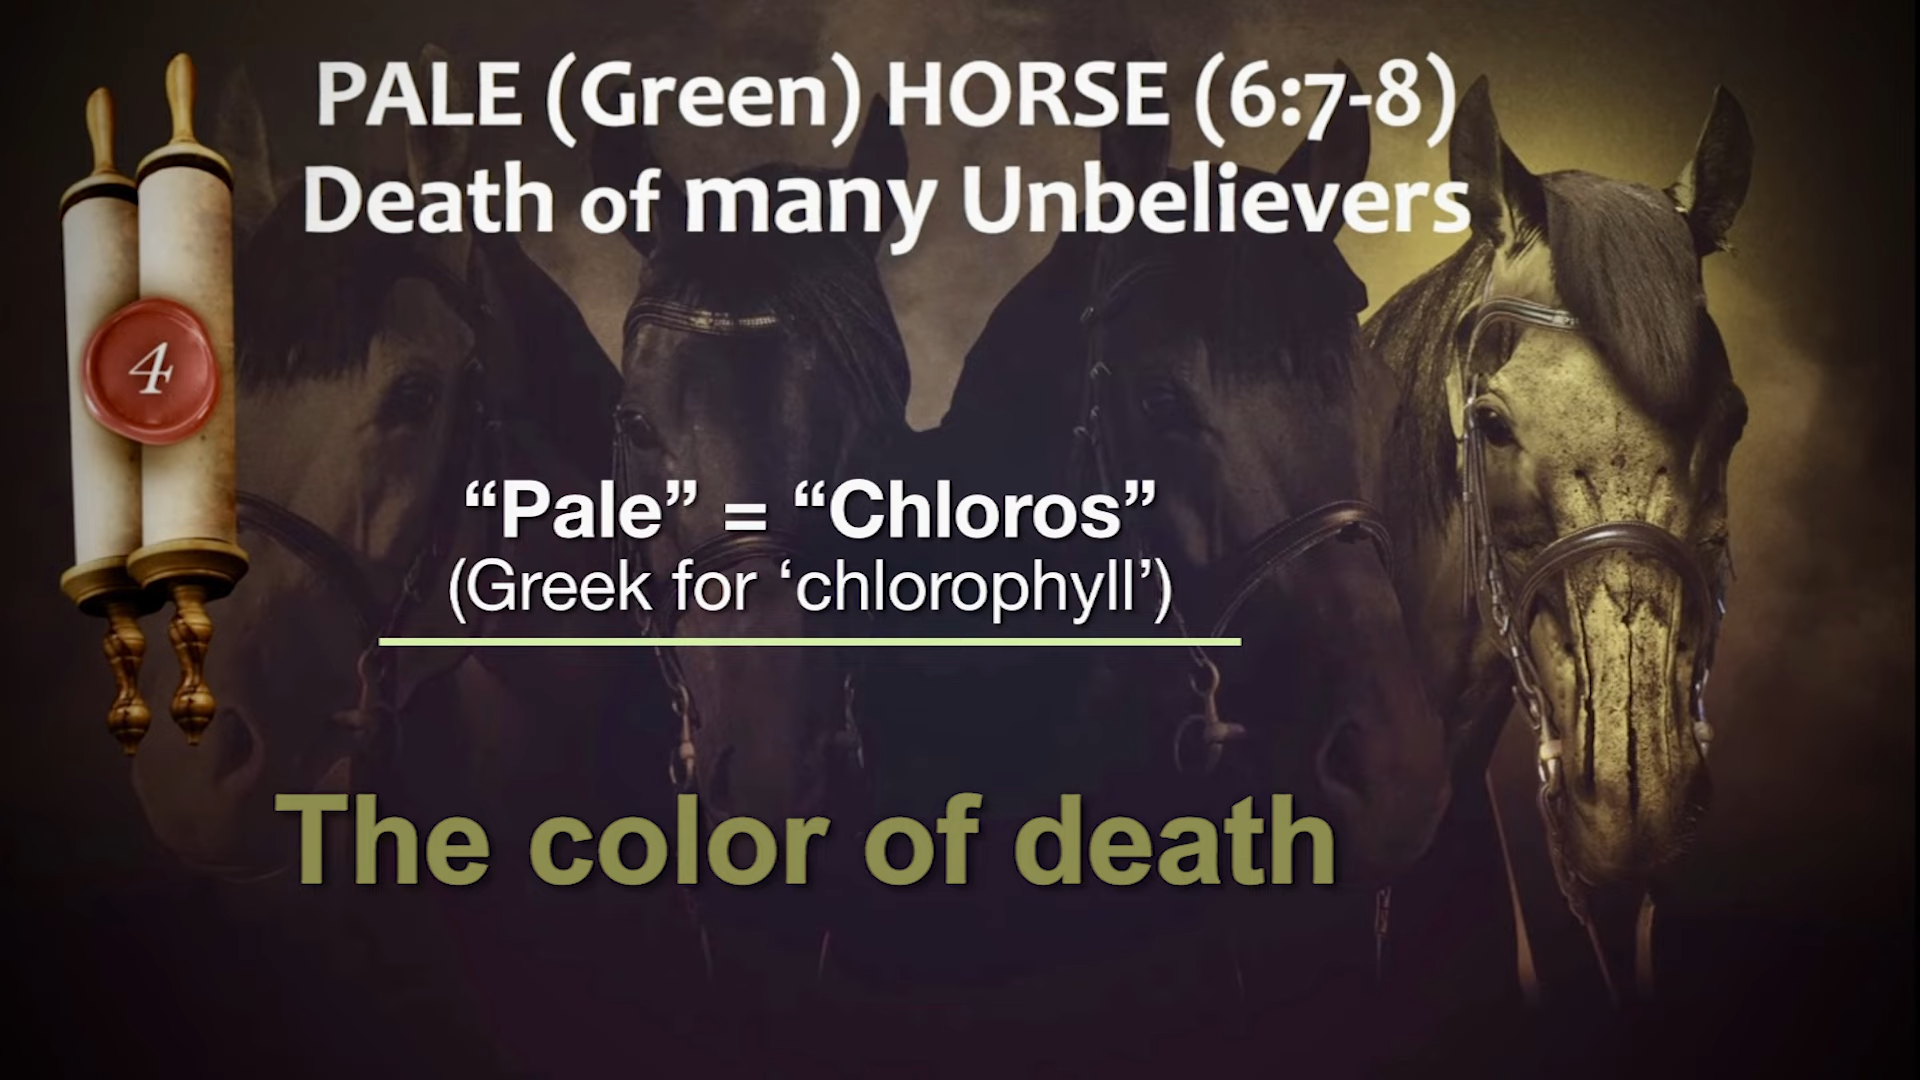 PALE (Green) HORSE (6:7-8)
Death of many Unbelievers
4
“Pale” = “Chloros”
(Greek for ‘chlorophyll’)
The color of death